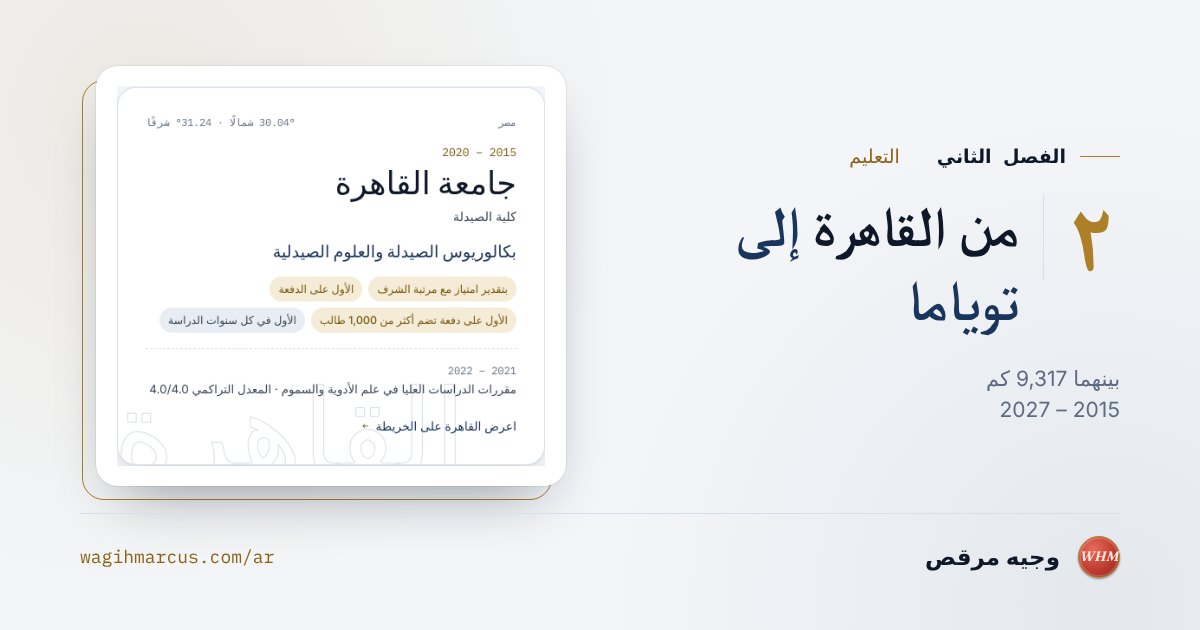 الفصل الثاني التعليم
٢
من القاهرة إلى
توياما
بينهما 9,317 كم
2015 – 2027
مصر
30.04° شمالًا · 31.24° شرقًا
2015 – 2020
جامعة القاهرة
كلية الصيدلة
بكالوريوس الصيدلة والعلوم الصيدلية
بتقدير امتياز مع مرتبة الشرف
الأول على الدفعة
الأول على دفعة تضم أكثر من 1,000 طالب
الأول في كل سنوات الدراسة
2021 – 2022
مقررات الدراسات العليا في علم الأدوية والسموم · المعدل التراكمي 4.0/4.0
اعرض القاهرة على الخريطة ←
القاهرة
WHM
وجيه مرقص
wagihmarcus.com/ar